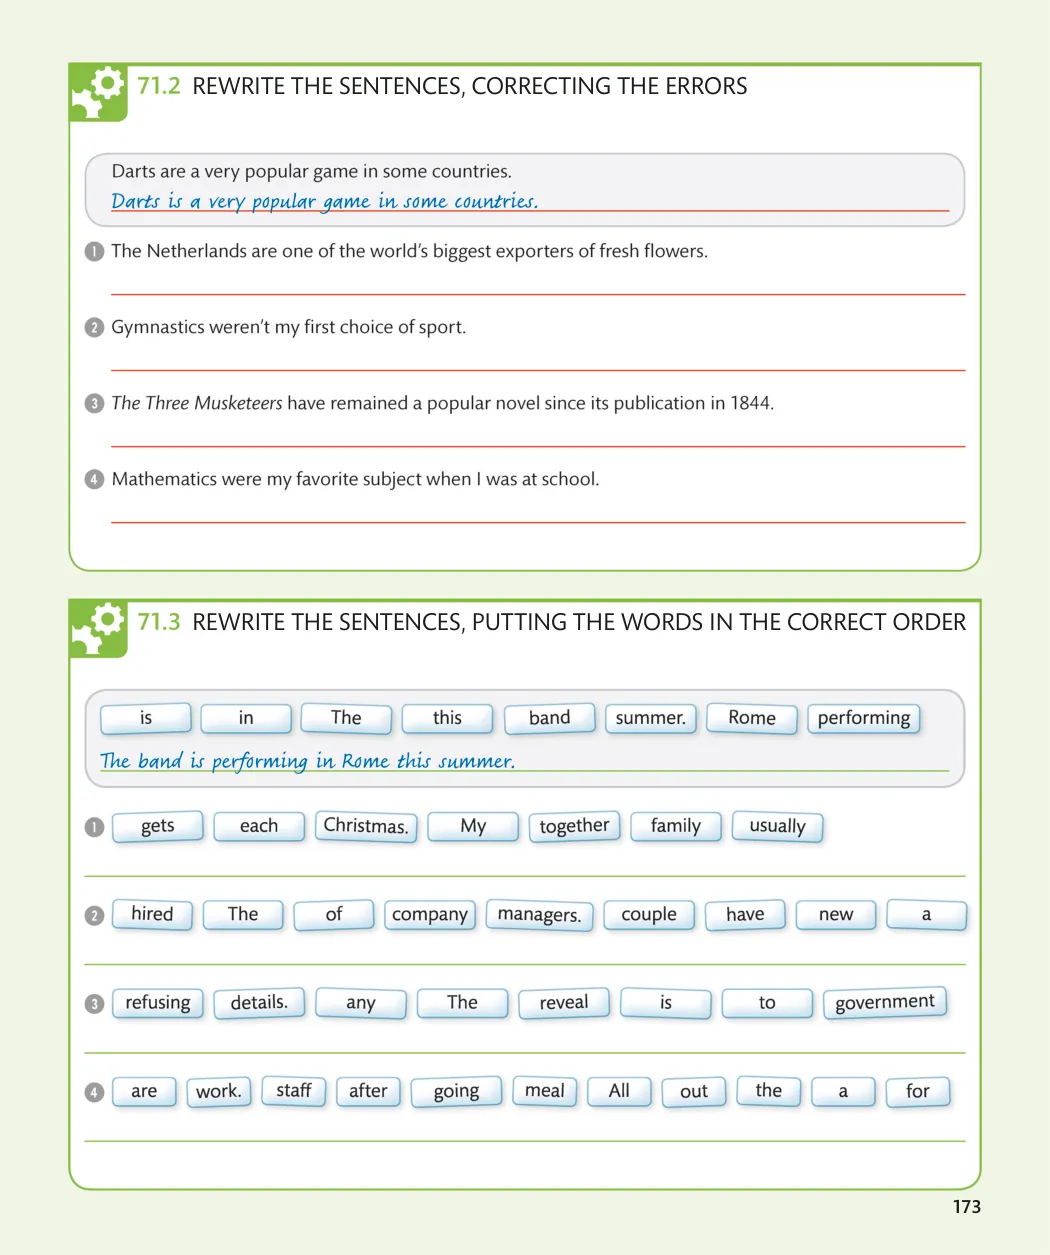 71.2 REWRITE THE SENTENCES, CORRECTING THE ERRORS
Darts are a very popular game in some countries.
Darts is a very popular game in some countries.
1 The Netherlands are one of the world's biggest exporters of fresh flowers.
2 Gymnastics weren't my first choice of sport.
3 The Three Musketeers have remained a popular novel since its publication in 1844.
4 Mathematics were my favorite subject when I was at school.
71.3 REWRITE THE SENTENCES, PUTTING THE WORDS IN THE CORRECT ORDER
is in The this band summer. Rome performing
The band is performing in Rome this summer.
1 gets each Christmas. My together family usually
2 hired The of company managers. couple have new a
3 refusing details. any The reveal is to government
4 are work. staff after going meal All out the a for
173